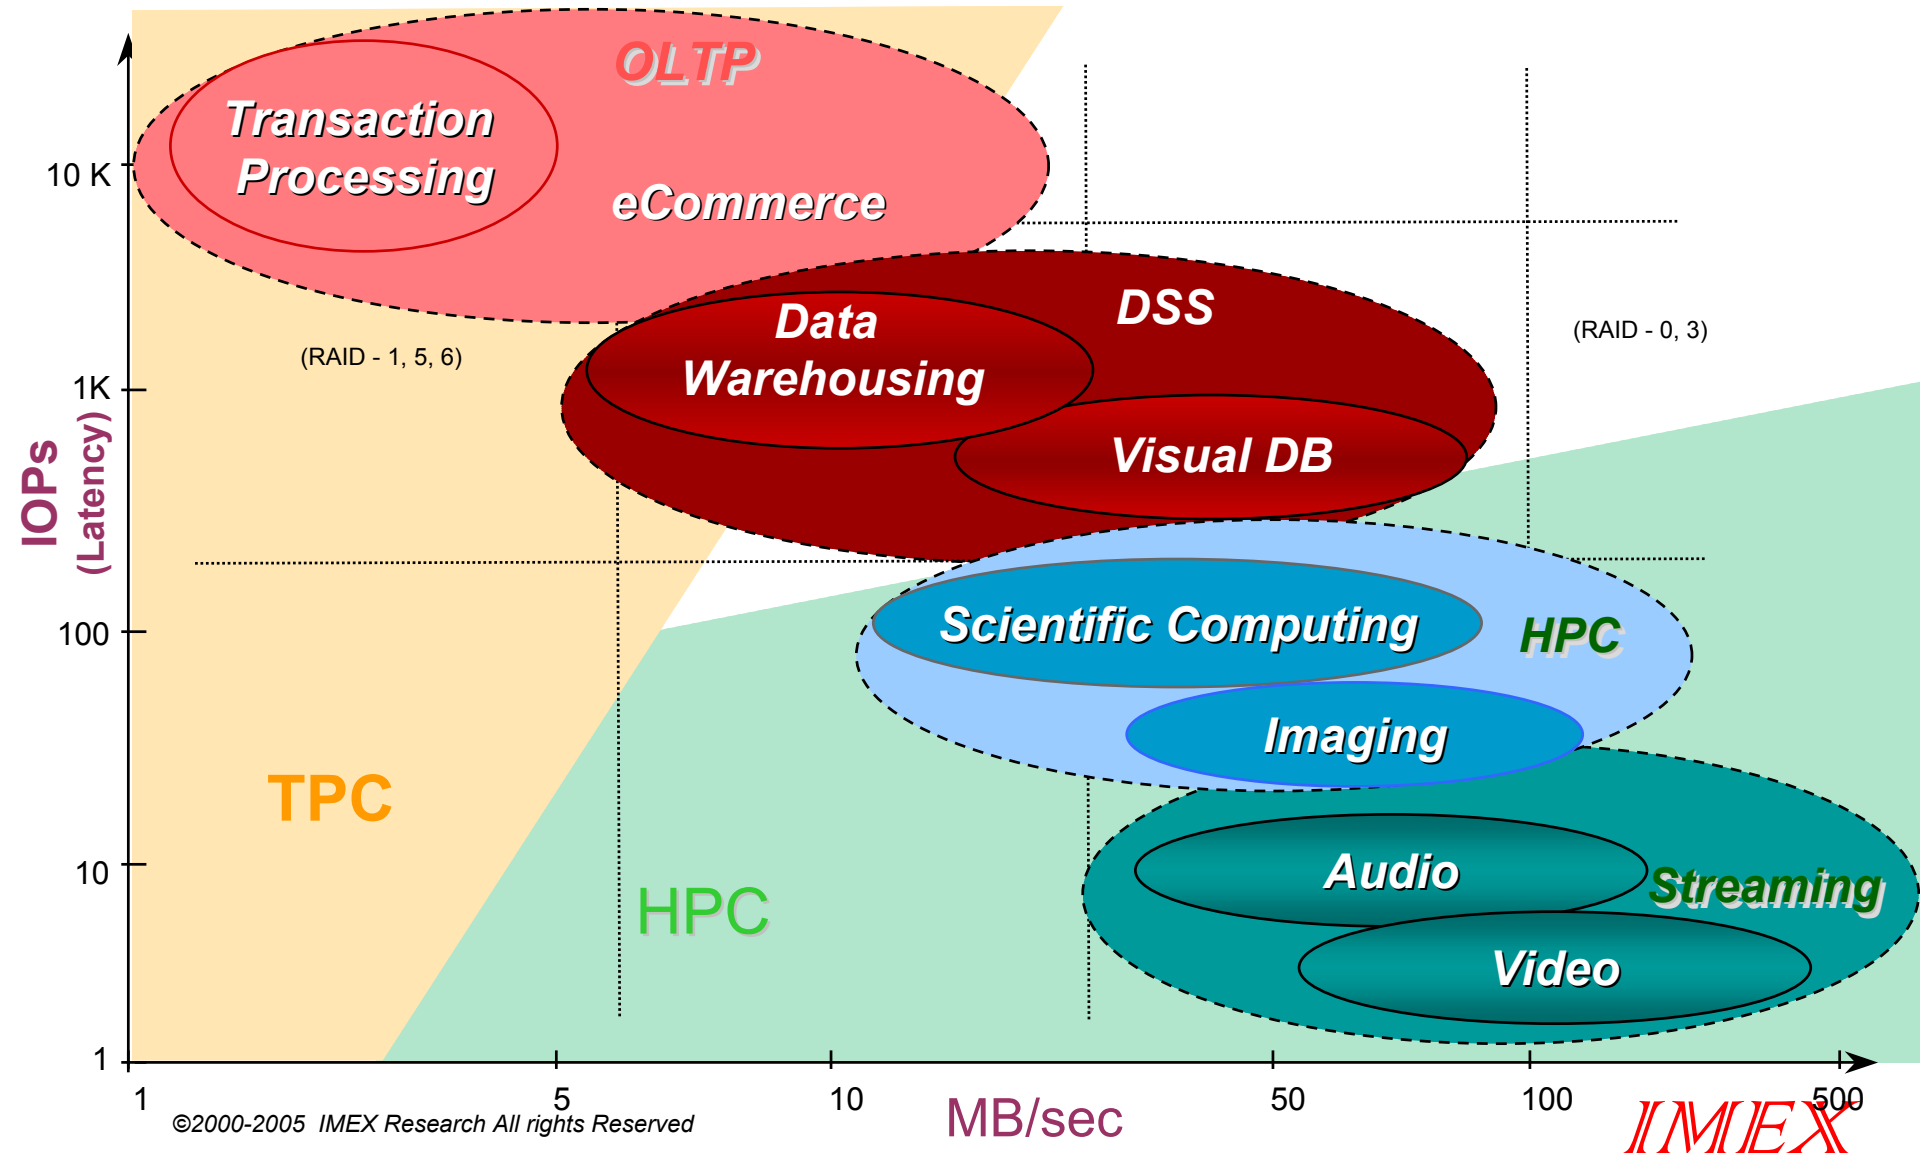 OLTP
Transaction
Processing
eCommerce
10 K
DSS
Data
Warehousing
(RAID - 0, 3)
(RAID - 1, 5, 6)
1K
Visual DB
IOPs
(Latency)
Scientific Computing
HPC
100
Imaging
TPC
Audio
Streaming
10
HPC
Video
1
1
5
10
50
100
500
MB/sec
©2000-2005 IMEX Research All rights Reserved
IMEX